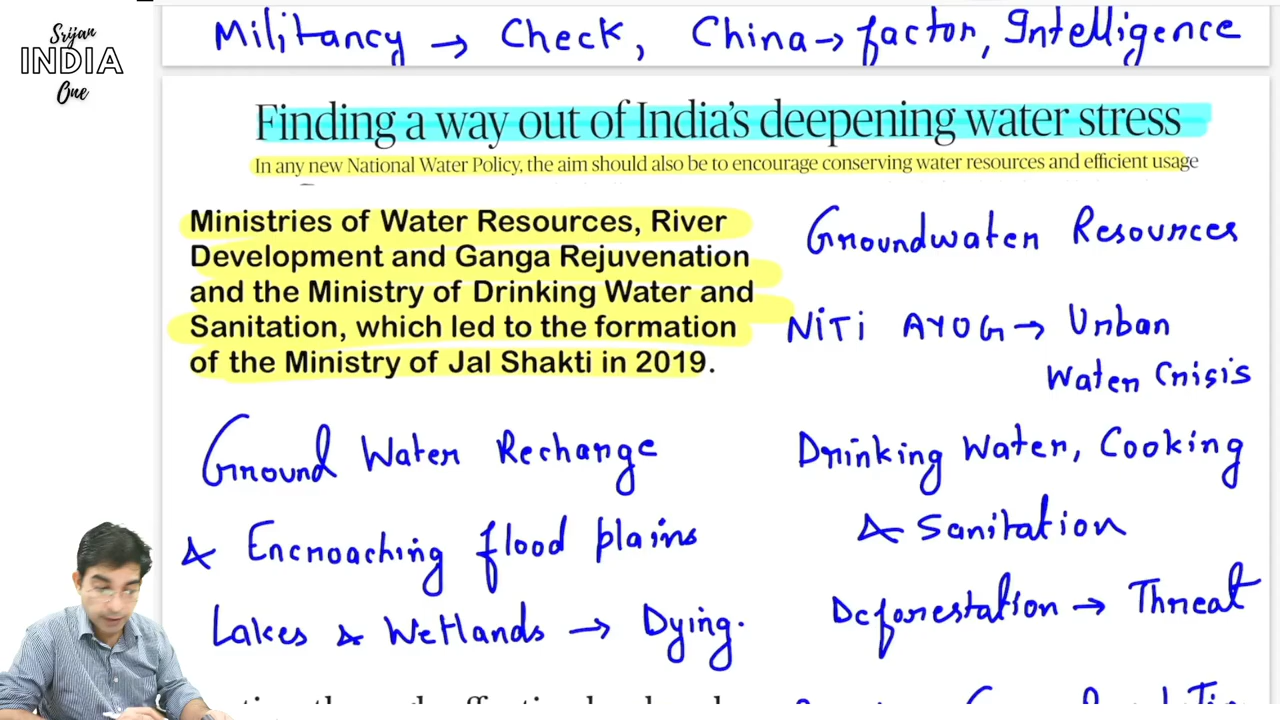 Srijan
INDIA
One
Militancy → Check, China → factor, Intelligence
Finding a way out of India's deepening water stress
In any new National Water Policy, the aim should also be to encourage conserving water resources and efficient usage
Ministries of Water Resources, River
Development and Ganga Rejuvenation
and the Ministry of Drinking Water and
Sanitation, which led to the formation
of the Ministry of Jal Shakti in 2019.
Ground Water Recharge
& Encroaching flood plains
Lakes & Wetlands → Dying.
Groundwater Resources
NiTi AYOG → Urban
Water Crisis
Drinking Water, Cooking
& Sanitation
Deforestation → Threat